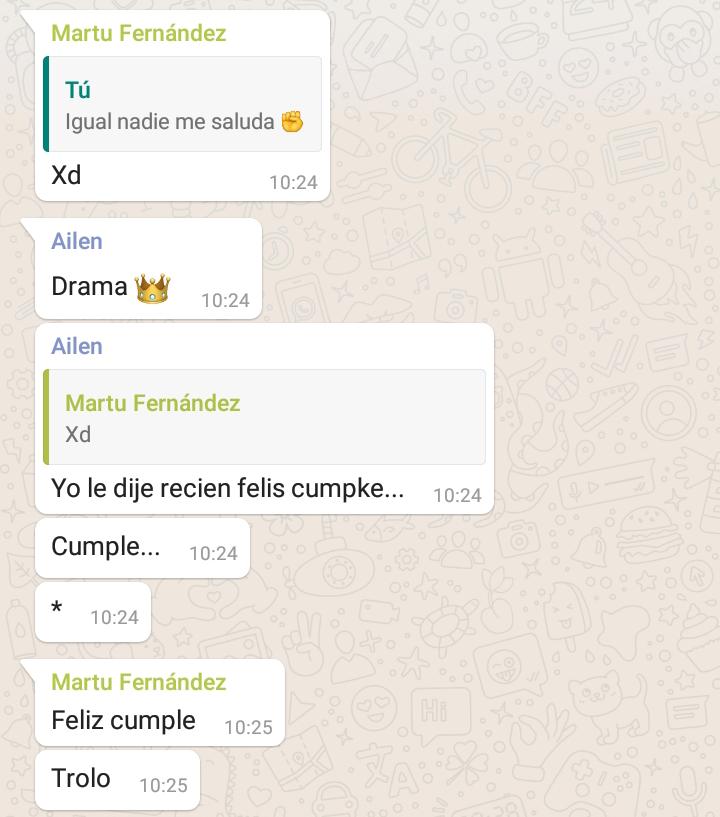 Martu Fernández
Tú
Igual nadie me saluda ✊
Xd 10:24
Ailen
Drama 👑 10:24
Ailen
Martu Fernández
Xd
Yo le dije recien felis cumpke... 10:24
Cumple... 10:24
* 10:24
Martu Fernández
Feliz cumple 10:25
Trolo 10:25